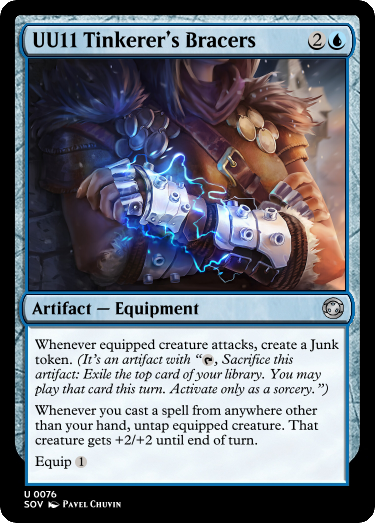 UU11 Tinkerer's Bracers 2
Artifact — Equipment
Whenever equipped creature attacks, create a Junk
token. (It's an artifact with “, Sacrifice this
artifact: Exile the top card of your library. You may
play that card this turn. Activate only as a sorcery.”)
Whenever you cast a spell from anywhere other
than your hand, untap equipped creature. That
creature gets +2/+2 until end of turn.
Equip 1
U 0076
SOV PAVEL CHUVIN